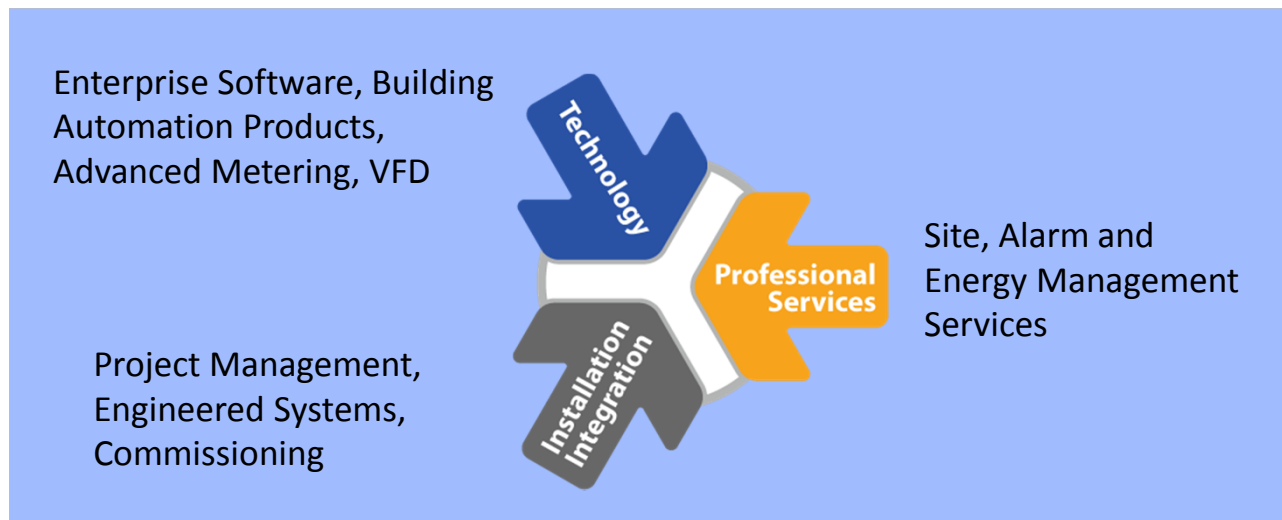 Enterprise Software, Building
Automation Products,
Advanced Metering, VFD
Technology
Professional
Services
Site, Alarm and
Energy Management
Services
Project Management,
Engineered Systems,
Commissioning
Installation
Integration